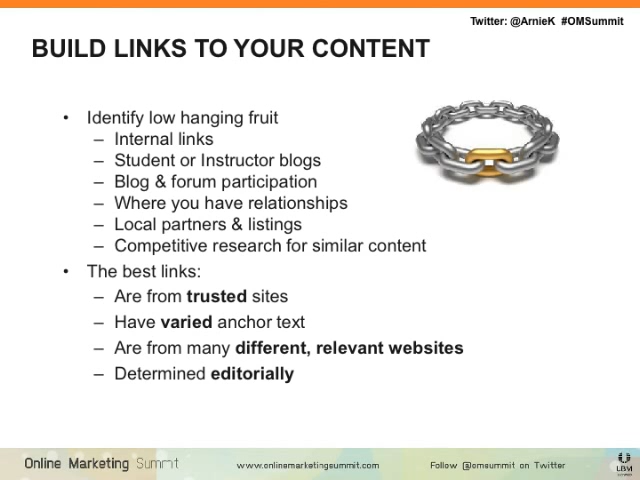 Twitter: @ArnieK #OMSummit
BUILD LINKS TO YOUR CONTENT
• Identify low hanging fruit
– Internal links
– Student or Instructor blogs
– Blog & forum participation
– Where you have relationships
– Local partners & listings
– Competitive research for similar content
• The best links:
– Are from trusted sites
– Have varied anchor text
– Are from many different, relevant websites
– Determined editorially
Online Marketing Summit
www.onlinemarketingsummit.com
Follow @omsummit on Twitter
UBM